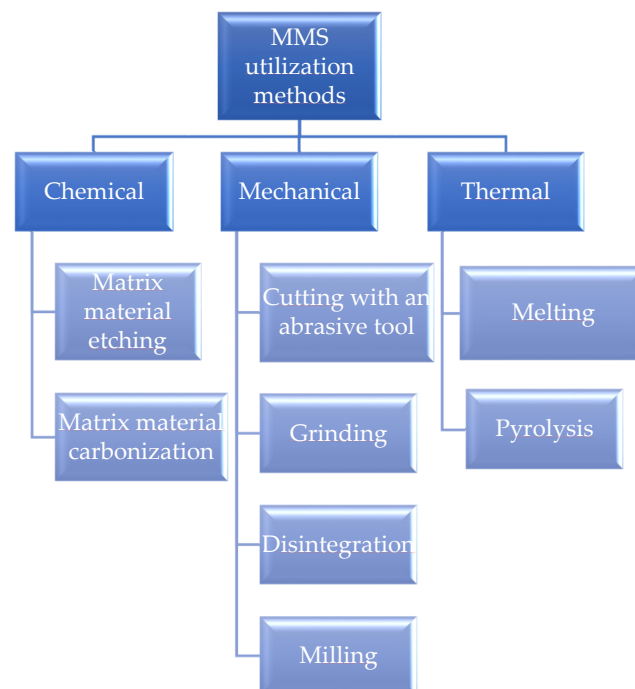 MMS
utilization
methods
Chemical
Mechanical
Thermal
Matrix
material
etching
Matrix material
carbonization
Cutting with an
abrasive tool
Grinding
Disintegration
Milling
Melting
Pyrolysis